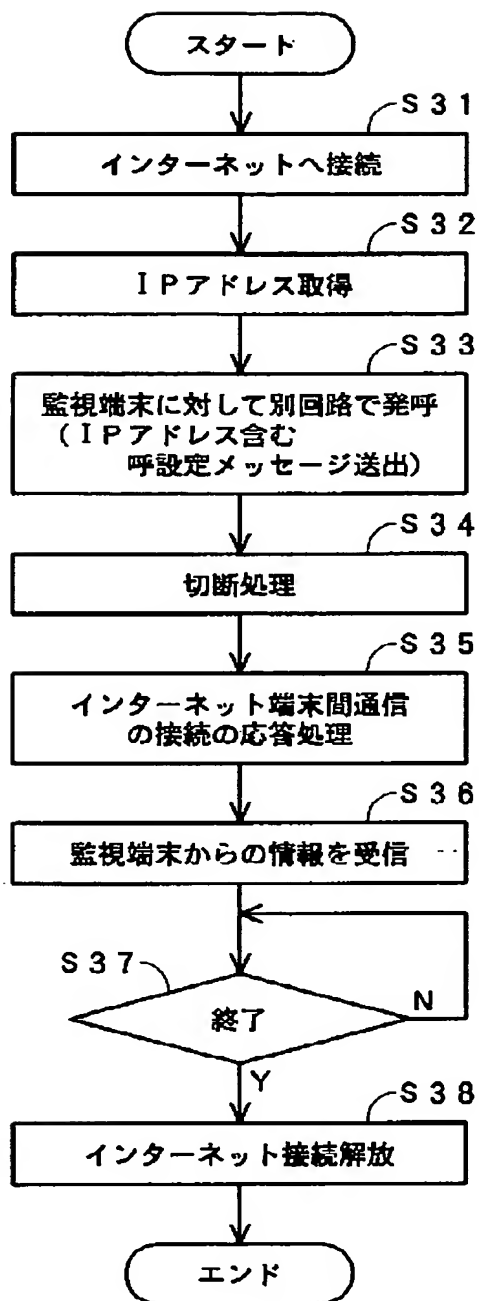 スタート
S31
インターネットへ接続
S32
IPアドレス取得
S33
監視端末に対して別回路で発呼
(IPアドレス含む
呼設定メッセージ送出)
S34
切断処理
S35
インターネット端末間通信
の接続の応答処理
S36
監視端末からの情報を受信
S37
終了
N
Y
S38
インターネット接続解放
エンド